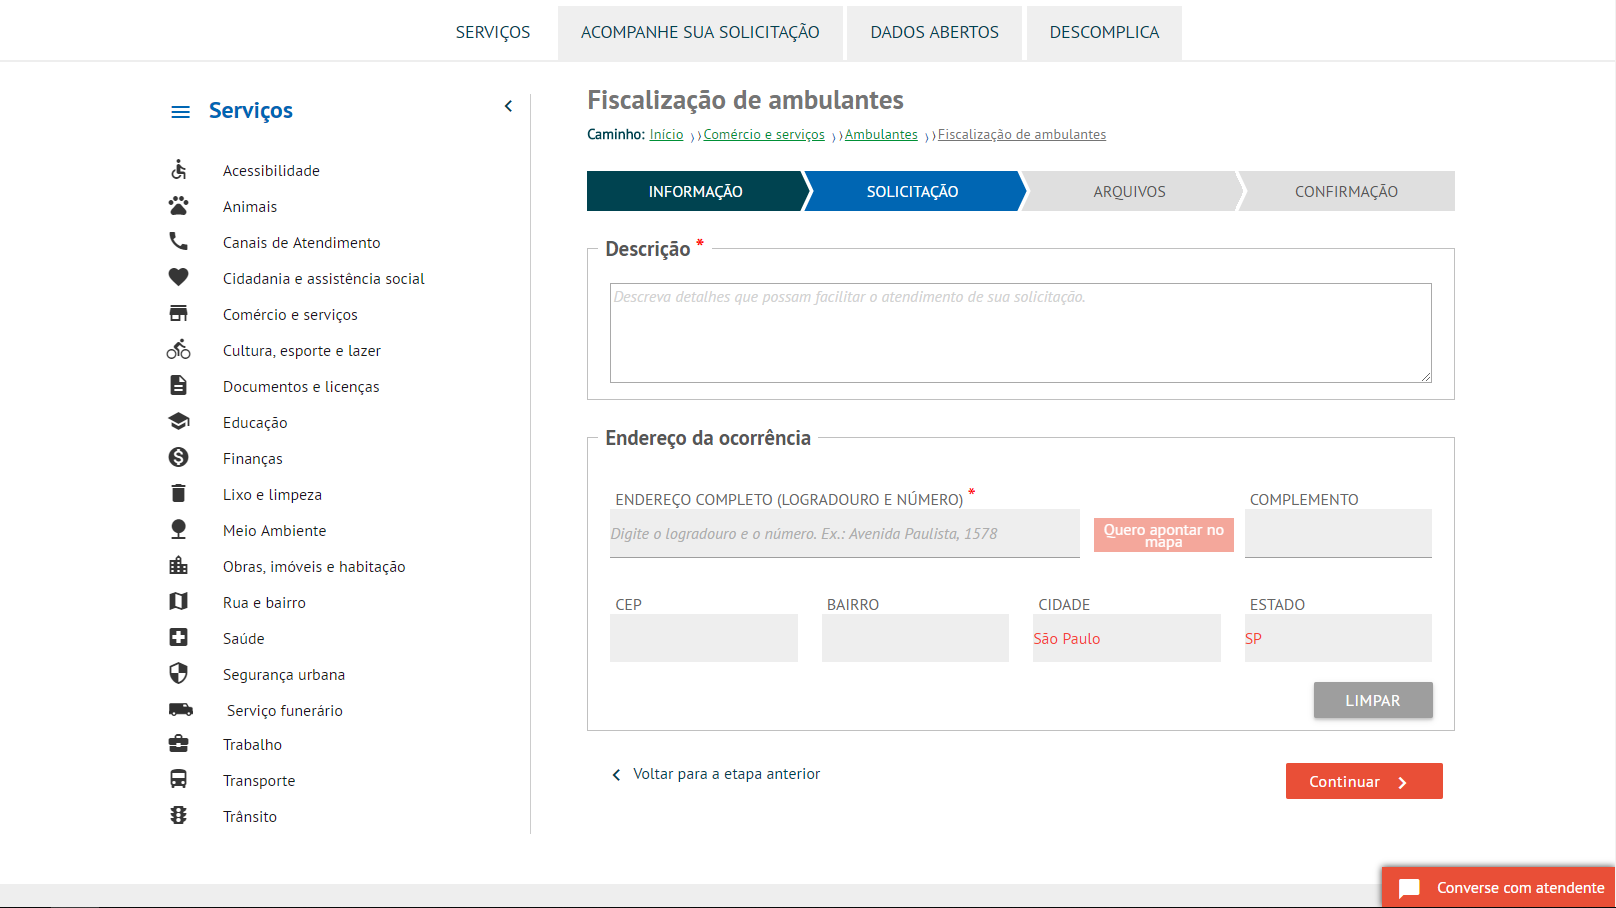 SERVIÇOS ACOMPANHE SUA SOLICITAÇÃO DADOS ABERTOS DESCOMPLICA
Serviços
Acessibilidade
Animais
Canais de Atendimento
Cidadania e assistência social
Comércio e serviços
Cultura, esporte e lazer
Documentos e licenças
Educação
Finanças
Lixo e limpeza
Meio Ambiente
Obras, imóveis e habitação
Rua e bairro
Saúde
Segurança urbana
Serviço funerário
Trabalho
Transporte
Trânsito
Fiscalização de ambulantes
Caminho: Início Comércio e serviços Ambulantes Fiscalização de ambulantes
INFORMAÇÃO SOLICITAÇÃO ARQUIVOS CONFIRMAÇÃO
Descrição *
Descreva detalhes que possam facilitar o atendimento de sua solicitação.
Endereço da ocorrência
ENDEREÇO COMPLETO (LOGRADOURO E NÚMERO) * COMPLEMENTO
Digite o logradouro e o número. Ex.: Avenida Paulista, 1578
Quero apontar no
mapa
CEP BAIRRO CIDADE ESTADO
São Paulo SP
LIMPAR
Voltar para a etapa anterior
Continuar
Converse com atendente